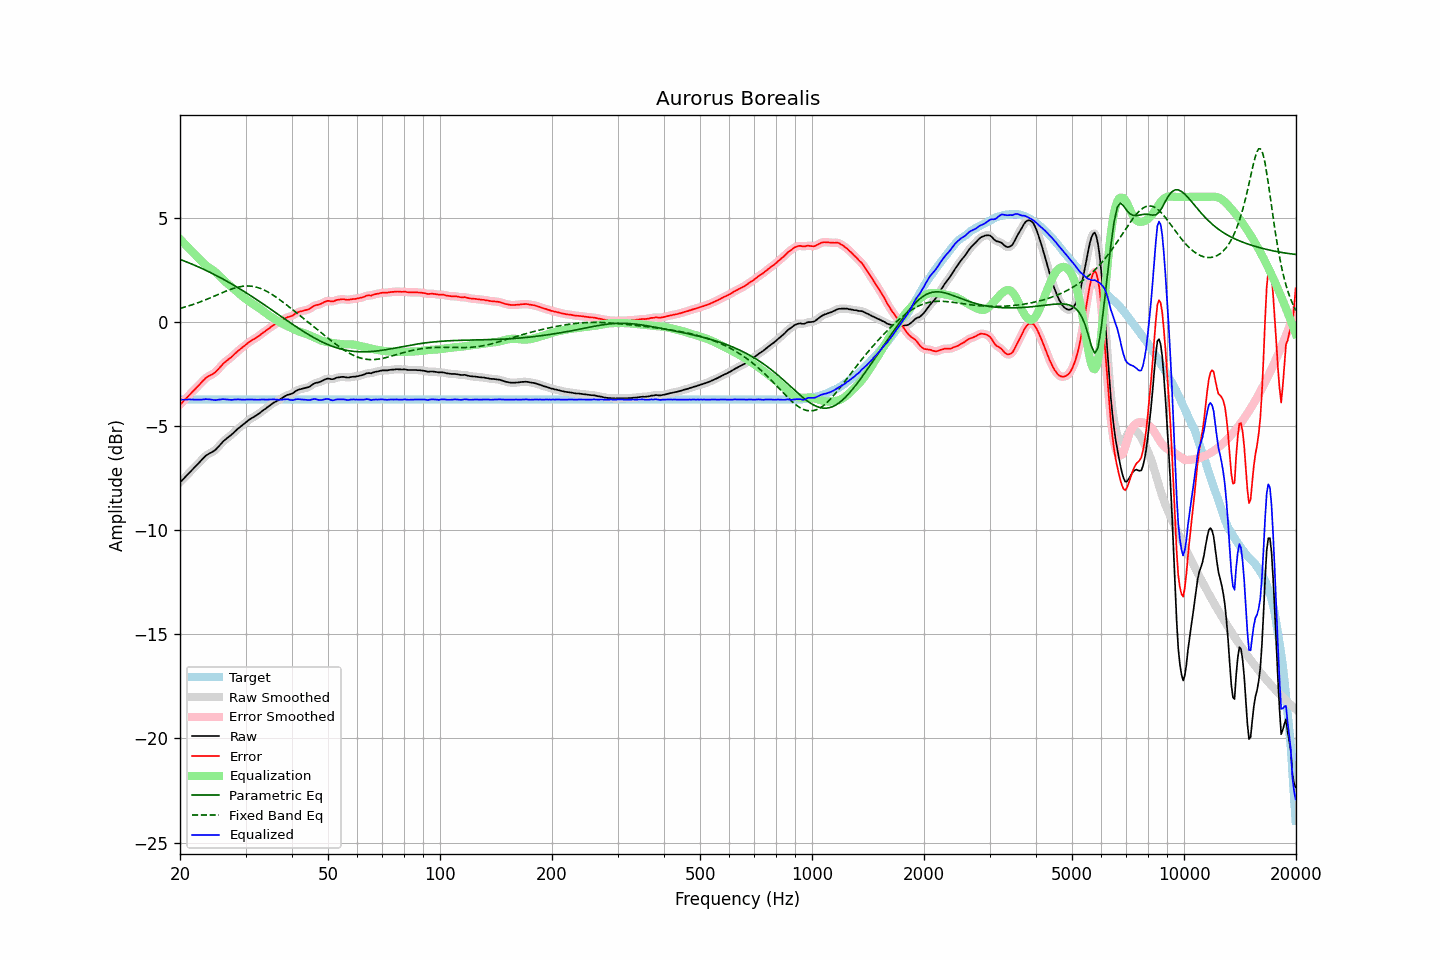 Aurorus Borealis
Amplitude (dBr)
5
0
−5
−10
−15
−20
−25
Target
Raw Smoothed
Error Smoothed
Raw
Error
Equalization
Parametric Eq
Fixed Band Eq
Equalized
20 50 100 200 500 1000 2000 5000 10000 20000
Frequency (Hz)